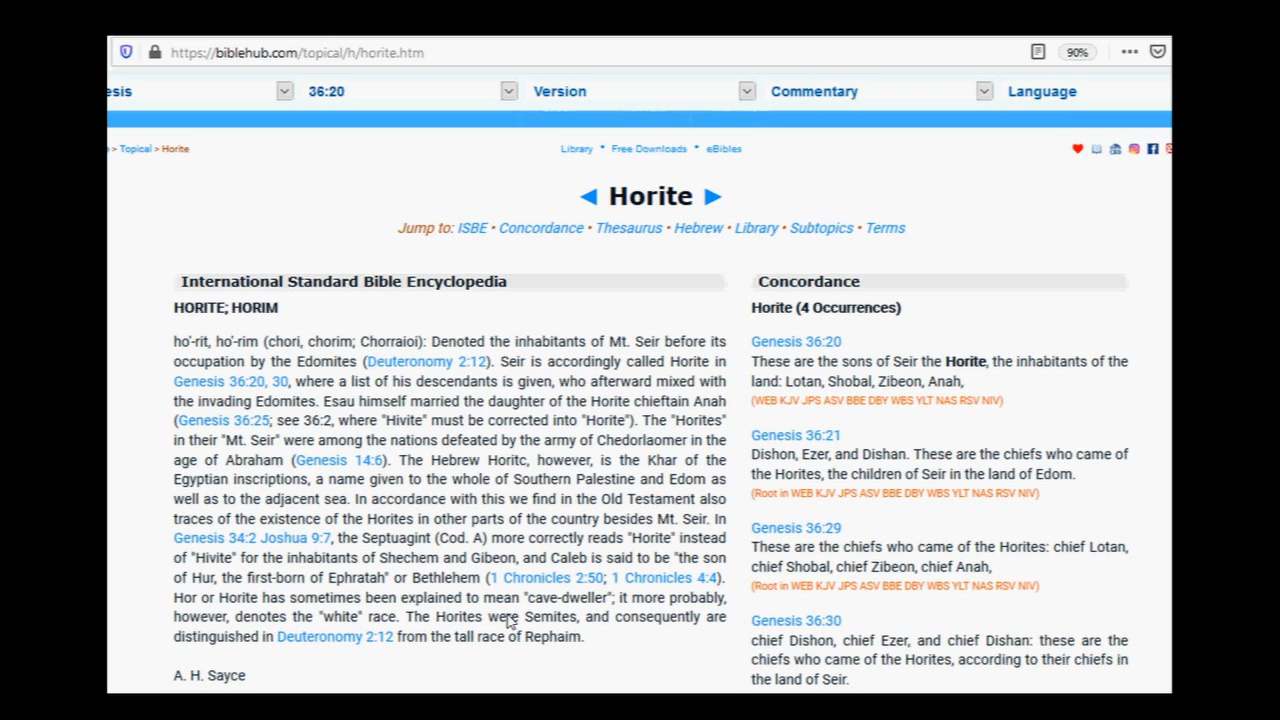 https://biblehub.com/topical/h/horite.htm 90%
esis 36:20 Version Commentary Language
> Topical > Horite Library • Free Downloads • eBibles
◄ Horite ►
Jump to: ISBE • Concordance • Thesaurus • Hebrew • Library • Subtopics • Terms
International Standard Bible Encyclopedia
HORITE; HORIM
ho'-rit, ho'-rim (chori, chorim; Chorraioi): Denoted the inhabitants of Mt. Seir before its
occupation by the Edomites (Deuteronomy 2:12). Seir is accordingly called Horite in
Genesis 36:20, 30, where a list of his descendants is given, who afterward mixed with
the invading Edomites. Esau himself married the daughter of the Horite chieftain Anah
(Genesis 36:25; see 36:2, where "Hivite" must be corrected into "Horite"). The "Horites"
in their "Mt. Seir" were among the nations defeated by the army of Chedorlaomer in the
age of Abraham (Genesis 14:6). The Hebrew Horitc, however, is the Khar of the
Egyptian inscriptions, a name given to the whole of Southern Palestine and Edom as
well as to the adjacent sea. In accordance with this we find in the Old Testament also
traces of the existence of the Horites in other parts of the country besides Mt. Seir. In
Genesis 34:2 Joshua 9:7, the Septuagint (Cod. A) more correctly reads "Horite" instead
of "Hivite" for the inhabitants of Shechem and Gibeon, and Caleb is said to be "the son
of Hur, the first-born of Ephratah" or Bethlehem (1 Chronicles 2:50; 1 Chronicles 4:4).
Hor or Horite has sometimes been explained to mean "cave-dweller"; it more probably,
however, denotes the "white" race. The Horites were Semites, and consequently are
distinguished in Deuteronomy 2:12 from the tall race of Rephaim.
A. H. Sayce
Concordance
Horite (4 Occurrences)
Genesis 36:20
These are the sons of Seir the Horite, the inhabitants of the
land: Lotan, Shobal, Zibeon, Anah,
(WEB KJV JPS ASV BBE DBY WBS YLT NAS RSV NIV)
Genesis 36:21
Dishon, Ezer, and Dishan. These are the chiefs who came of
the Horites, the children of Seir in the land of Edom.
(Root in WEB KJV JPS ASV BBE DBY WBS YLT NAS RSV NIV)
Genesis 36:29
These are the chiefs who came of the Horites: chief Lotan,
chief Shobal, chief Zibeon, chief Anah,
(Root in WEB KJV JPS ASV BBE DBY WBS YLT NAS RSV NIV)
Genesis 36:30
chief Dishon, chief Ezer, and chief Dishan: these are the
chiefs who came of the Horites, according to their chiefs in
the land of Seir.